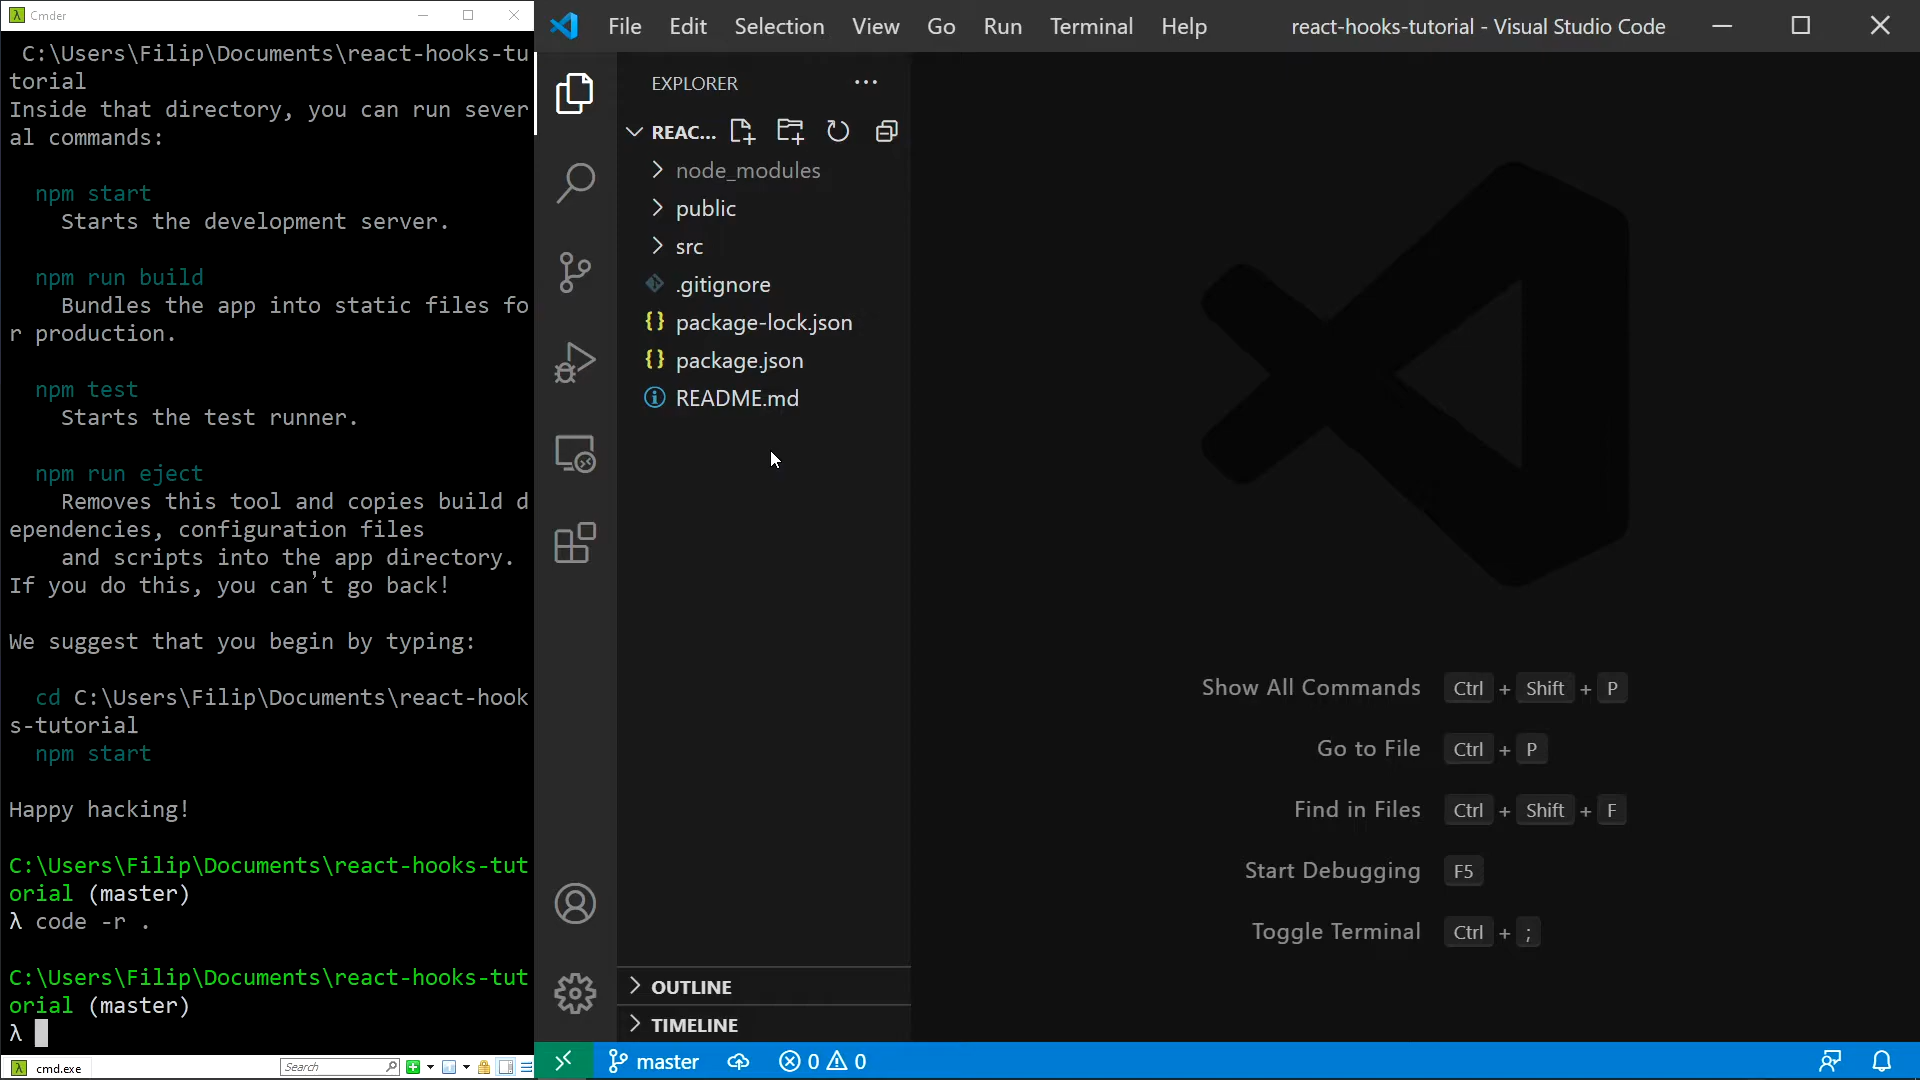 Cmder
C:\Users\Filip\Documents\react-hooks-tu
torial
Inside that directory, you can run sever
al commands:
npm start
Starts the development server.
npm run build
Bundles the app into static files fo
r production.
npm test
Starts the test runner.
npm run eject
Removes this tool and copies build d
ependencies, configuration files
and scripts into the app directory.
If you do this, you can't go back!
We suggest that you begin by typing:
cd C:\Users\Filip\Documents\react-hook
s-tutorial
npm start
Happy hacking!
C:\Users\Filip\Documents\react-hooks-tut
orial (master)
λ code -r .
C:\Users\Filip\Documents\react-hooks-tut
orial (master)
λ
cmd.exe
Search
File Edit Selection View Go Run Terminal Help
react-hooks-tutorial - Visual Studio Code
EXPLORER
REAC...
node_modules
public
src
.gitignore
package-lock.json
package.json
README.md
OUTLINE
TIMELINE
Show All Commands Ctrl + Shift + P
Go to File Ctrl + P
Find in Files Ctrl + Shift + F
Start Debugging F5
Toggle Terminal Ctrl + ;
master 0 0